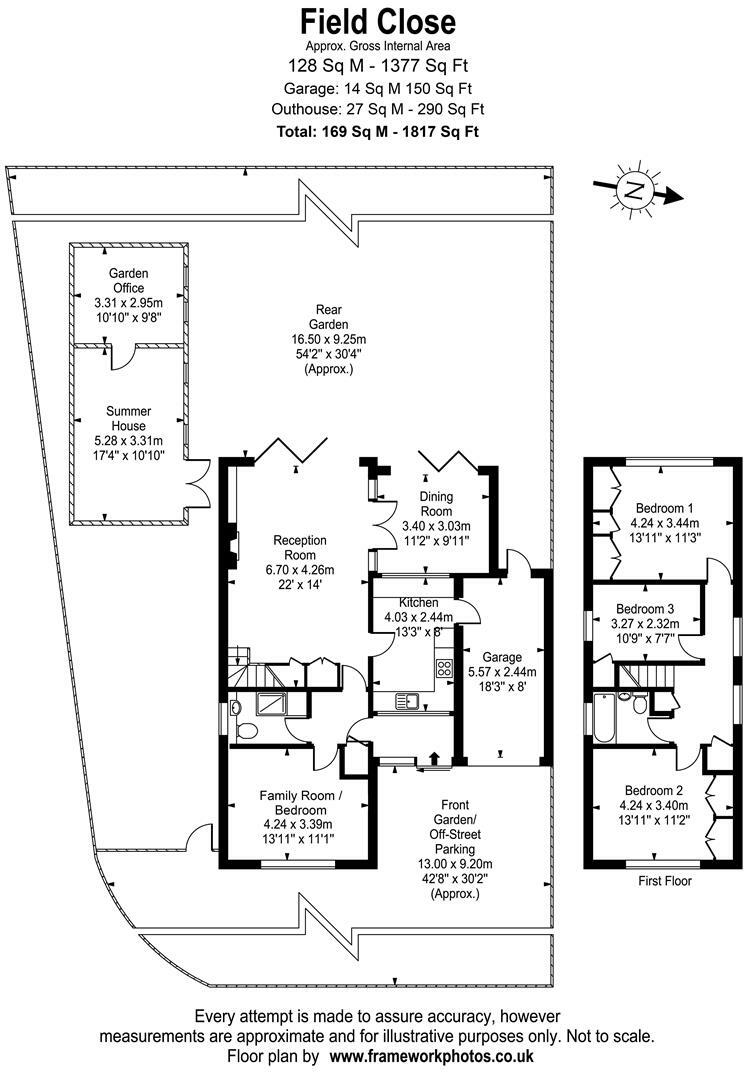 Field Close
Approx. Gross Internal Area
128 Sq M - 1377 Sq Ft
Garage: 14 Sq M 150 Sq Ft
Outhouse: 27 Sq M - 290 Sq Ft
Total: 169 Sq M - 1817 Sq Ft
N
Garden
Office
3.31 x 2.95m
10'10" x 9'8"
Rear
Garden
16.50 x 9.25m
54'2" x 30'4"
(Approx.)
Summer
House
5.28 x 3.31m
17'4" x 10'10"
Reception
Room
6.70 x 4.26m
22' x 14'
Dining
Room
3.40 x 3.03m
11'2" x 9'11"
Kitchen
4.03 x 2.44m
13'3" x 8'
Garage
5.57 x 2.44m
18'3" x 8'
Family Room /
Bedroom
4.24 x 3.39m
13'11" x 11'1"
Front
Garden/
Off-Street
Parking
13.00 x 9.20m
42'8" x 30'2"
(Approx.)
Bedroom 1
4.24 x 3.44m
13'11" x 11'3"
Bedroom 3
3.27 x 2.32m
10'9" x 7'7"
Bedroom 2
4.24 x 3.40m
13'11" x 11'2"
First Floor
Every attempt is made to assure accuracy, however
measurements are approximate and for illustrative purposes only. Not to scale.
Floor plan by www.frameworkphotos.co.uk